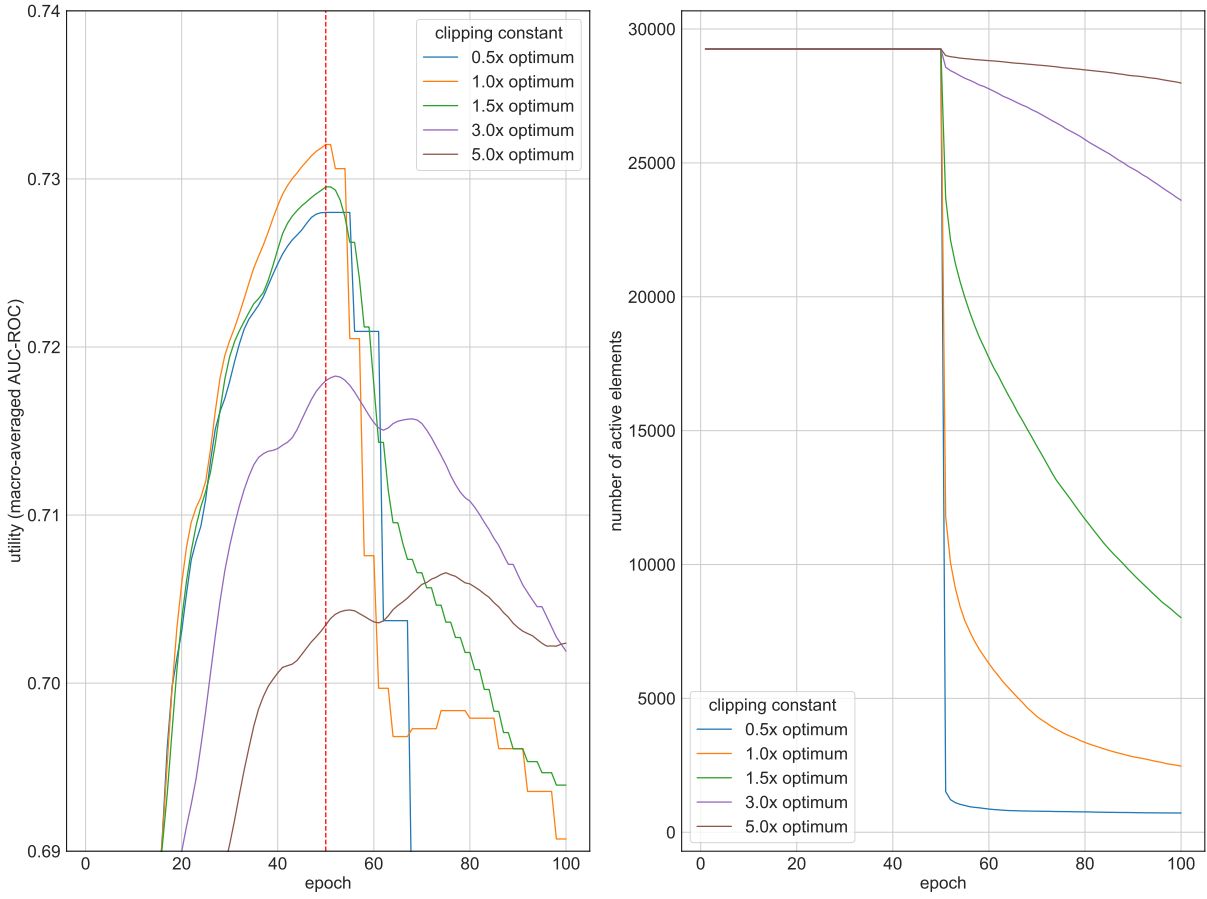 0.74
0.73
0.72
0.71
0.70
0.69
utility (macro-averaged AUC-ROC)
clipping constant
0.5x optimum
1.0x optimum
1.5x optimum
3.0x optimum
5.0x optimum
0 20 40 60 80 100
epoch
30000
25000
20000
15000
10000
5000
0
number of active elements
clipping constant
0.5x optimum
1.0x optimum
1.5x optimum
3.0x optimum
5.0x optimum
0 20 40 60 80 100
epoch